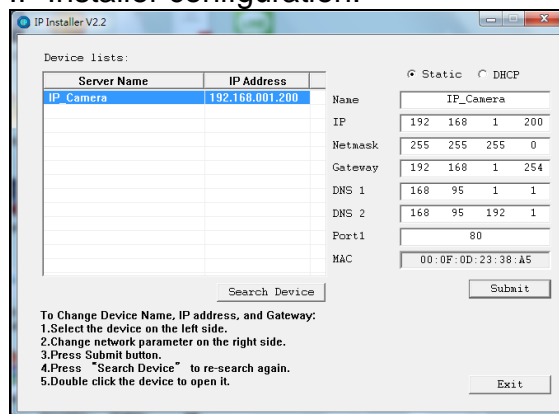 IP Installer configuration:
IP Installer V2.2
Device lists:
Server Name IP Address
IP_Camera 192.168.001.200
Static DHCP
Name IP_Camera
IP 192 168 1 200
Netmask 255 255 255 0
Gateway 192 168 1 254
DNS 1 168 95 1 1
DNS 2 168 95 192 1
Port1 80
MAC 00:0F:0D:23:38:A5
Search Device Submit
To Change Device Name, IP address, and Gateway:
1.Select the device on the left side.
2.Change network parameter on the right side.
3.Press Submit button.
4.Press “Search Device” to re-search again.
5.Double click the device to open it.
Exit